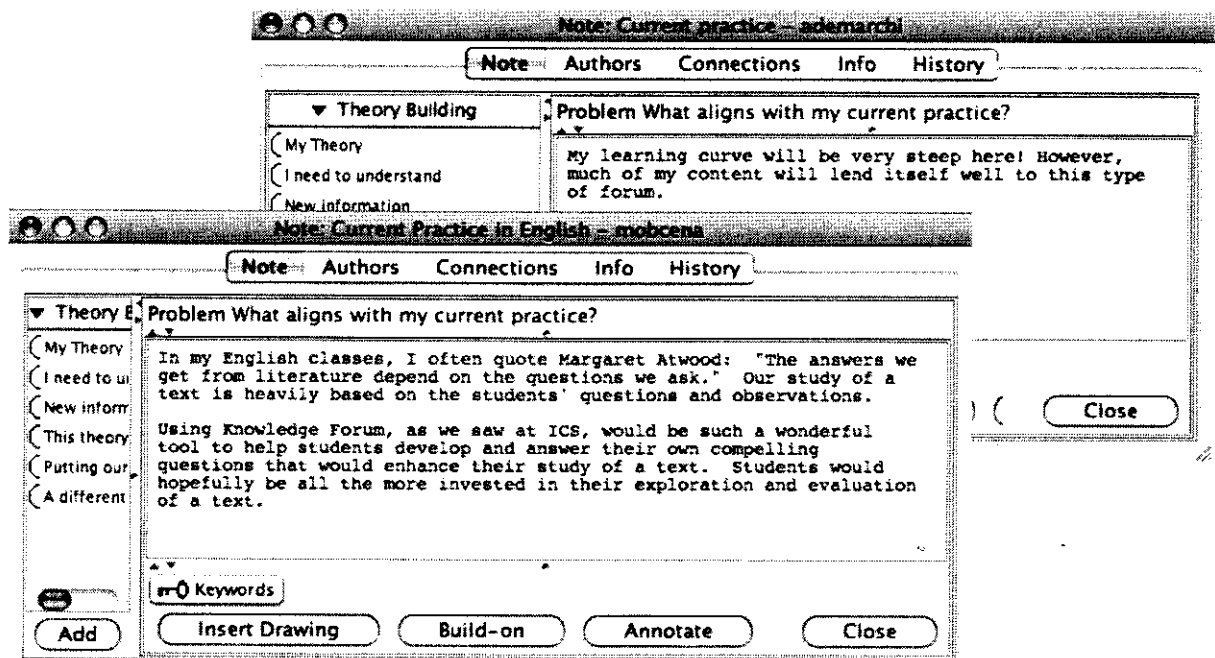 Note: Current practice – ademarchi
Note Authors Connections Info History
▼ Theory Building
My Theory
I need to understand
New information
Problem What aligns with my current practice?
My learning curve will be very steep here! However,
much of my content will lend itself well to this type
of forum.
Close
Note: Current Practice in English – mobcena
Note Authors Connections Info History
▼ Theory B
My Theory
I need to u
New inform
This theory
Putting our
A different
Add
Problem What aligns with my current practice?
In my English classes, I often quote Margaret Atwood: "The answers we
get from literature depend on the questions we ask." Our study of a
text is heavily based on the students' questions and observations.
Using Knowledge Forum, as we saw at ICS, would be such a wonderful
tool to help students develop and answer their own compelling
questions that would enhance their study of a text. Students would
hopefully be all the more invested in their exploration and evaluation
of a text.
Keywords
Insert Drawing Build-on Annotate Close